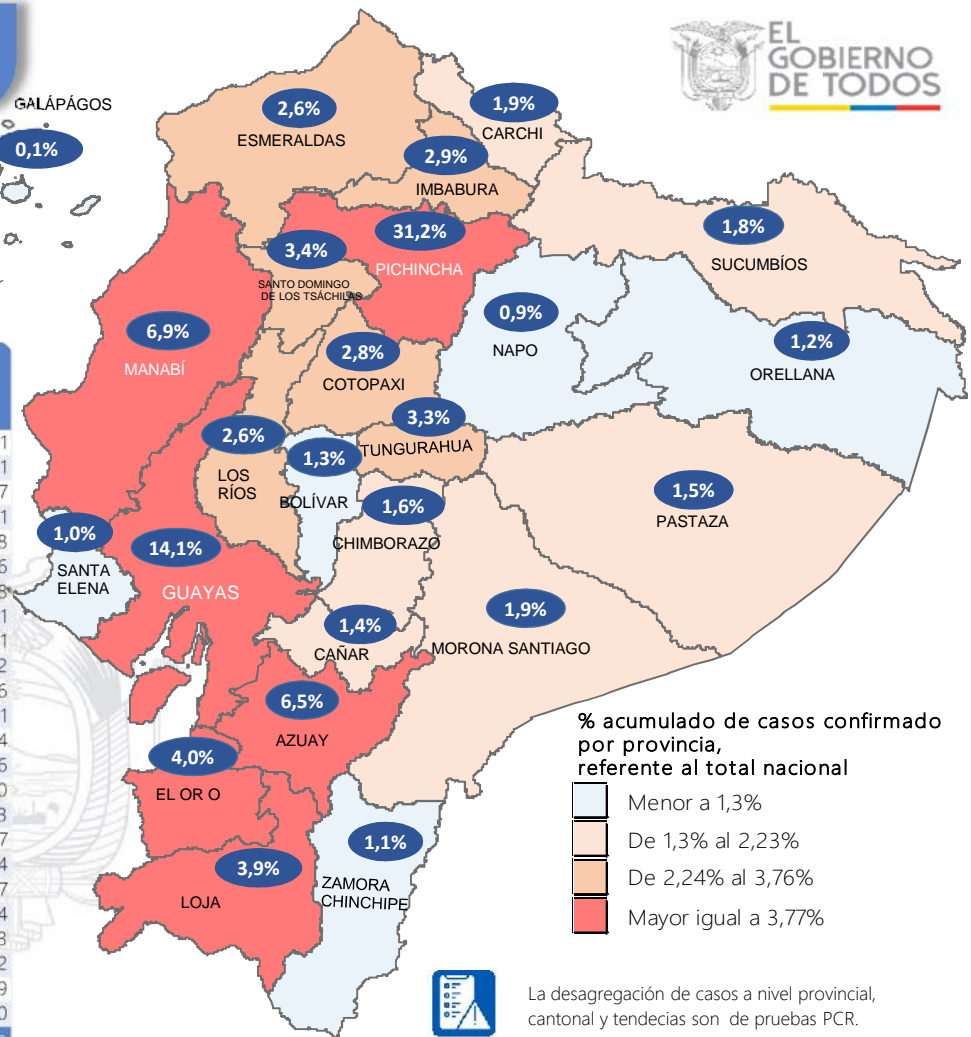 EL
GOBIERNO
DE TODOS
GALÁPÁGOS
0,1%
2,6%
ESMERALDAS
1,9%
CARCHI
2,9%
IMBABURA
31,2%
PICHINCHA
3,4%
SANTO DOMINGO
DE LOS TSÁCHILAS
1,8%
SUCUMBÍOS
6,9%
MANABÍ
0,9%
NAPO
1,2%
ORELLANA
2,8%
COTOPAXI
3,3%
TUNGURAHUA
2,6%
LOS
RÍOS
1,3%
BOLÍVAR
1,6%
CHIMBORAZO
1,5%
PASTAZA
1,0%
SANTA
ELENA
14,1%
GUAYAS
1,4%
CAÑAR
1,9%
MORONA SANTIAGO
6,5%
AZUAY
4,0%
EL OR O
3,9%
LOJA
1,1%
ZAMORA
CHINCHIPE
% acumulado de casos confirmado
por provincia,
referente al total nacional
Menor a 1,3%
De 1,3% al 2,23%
De 2,24% al 3,76%
Mayor igual a 3,77%
La desagregación de casos a nivel provincial,
cantonal y tendecias son de pruebas PCR.